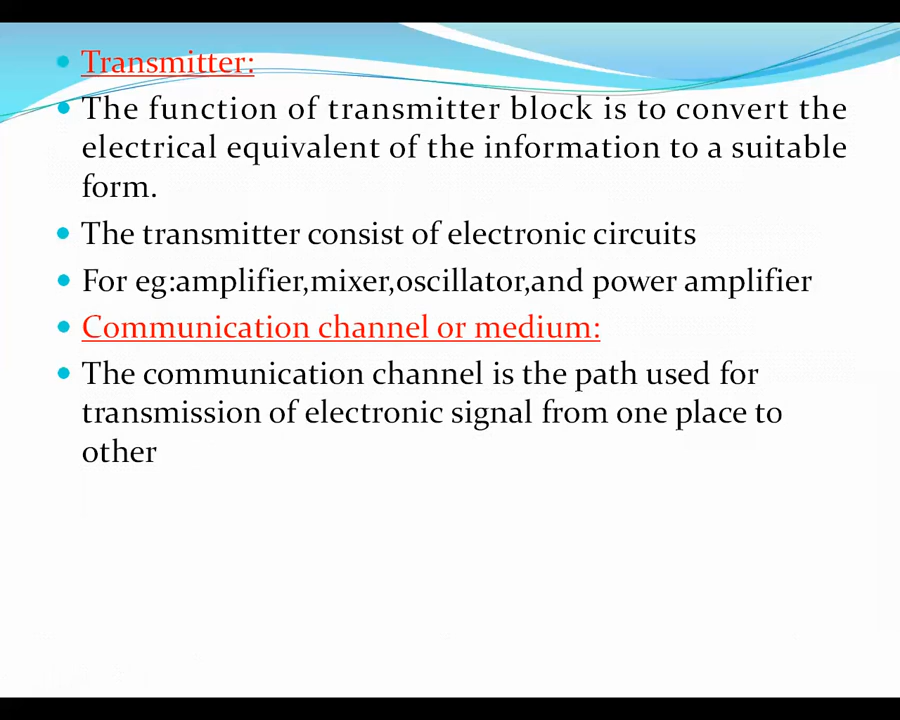 Transmitter:
The function of transmitter block is to convert the
electrical equivalent of the information to a suitable
form.
The transmitter consist of electronic circuits
For eg:amplifier,mixer,oscillator,and power amplifier
Communication channel or medium:
The communication channel is the path used for
transmission of electronic signal from one place to
other